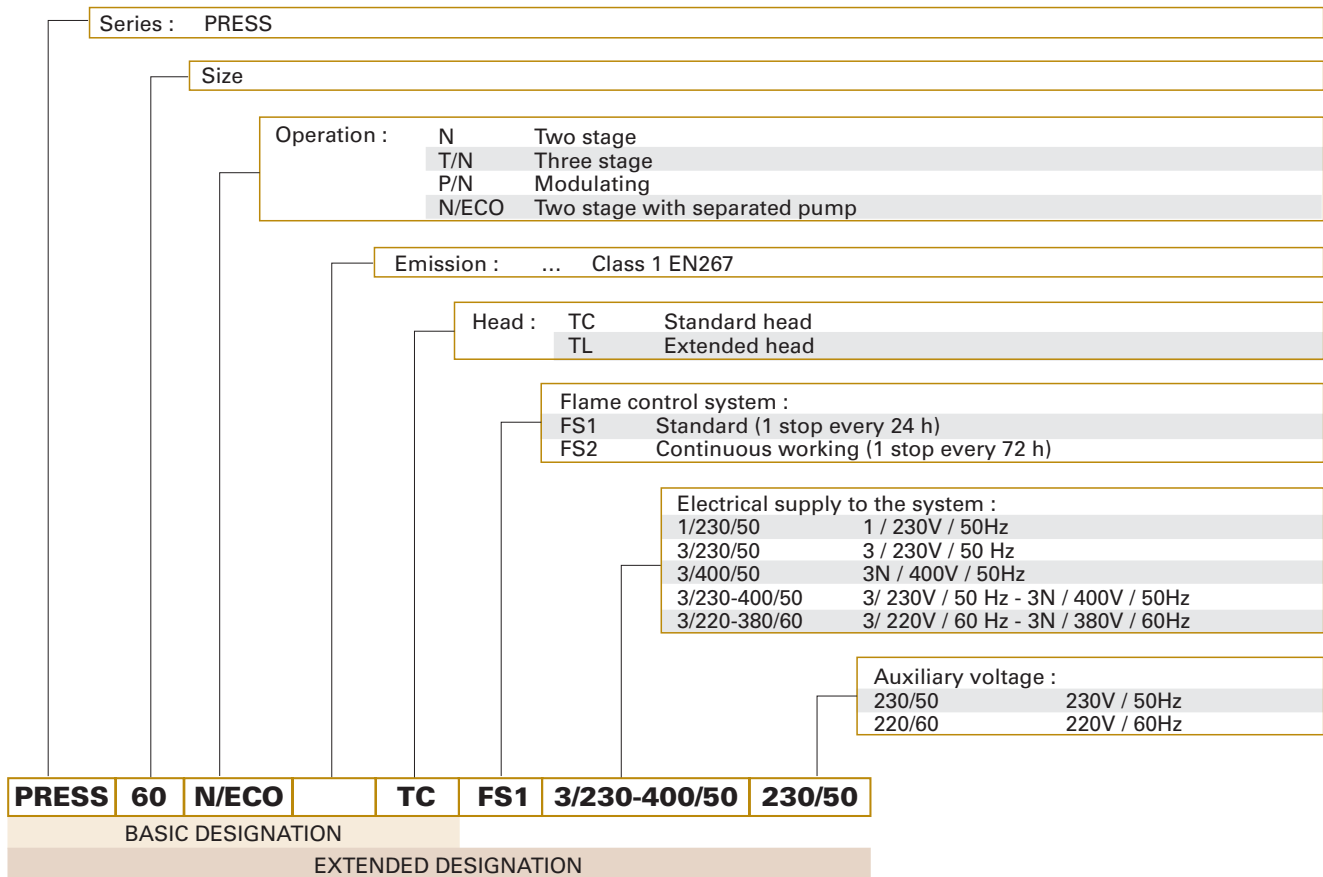 Series : PRESS
Size
Operation : N Two stage
T/N Three stage
P/N Modulating
N/ECO Two stage with separated pump
Emission : ... Class 1 EN267
Head : TC Standard head
TL Extended head
Flame control system :
FS1 Standard (1 stop every 24 h)
FS2 Continuous working (1 stop every 72 h)
Electrical supply to the system :
1/230/50 1 / 230V / 50Hz
3/230/50 3 / 230V / 50 Hz
3/400/50 3N / 400V / 50Hz
3/230-400/50 3/ 230V / 50 Hz - 3N / 400V / 50Hz
3/220-380/60 3/ 220V / 60 Hz - 3N / 380V / 60Hz
Auxiliary voltage :
230/50 230V / 50Hz
220/60 220V / 60Hz
PRESS 60 N/ECO TC FS1 3/230-400/50 230/50
BASIC DESIGNATION
EXTENDED DESIGNATION